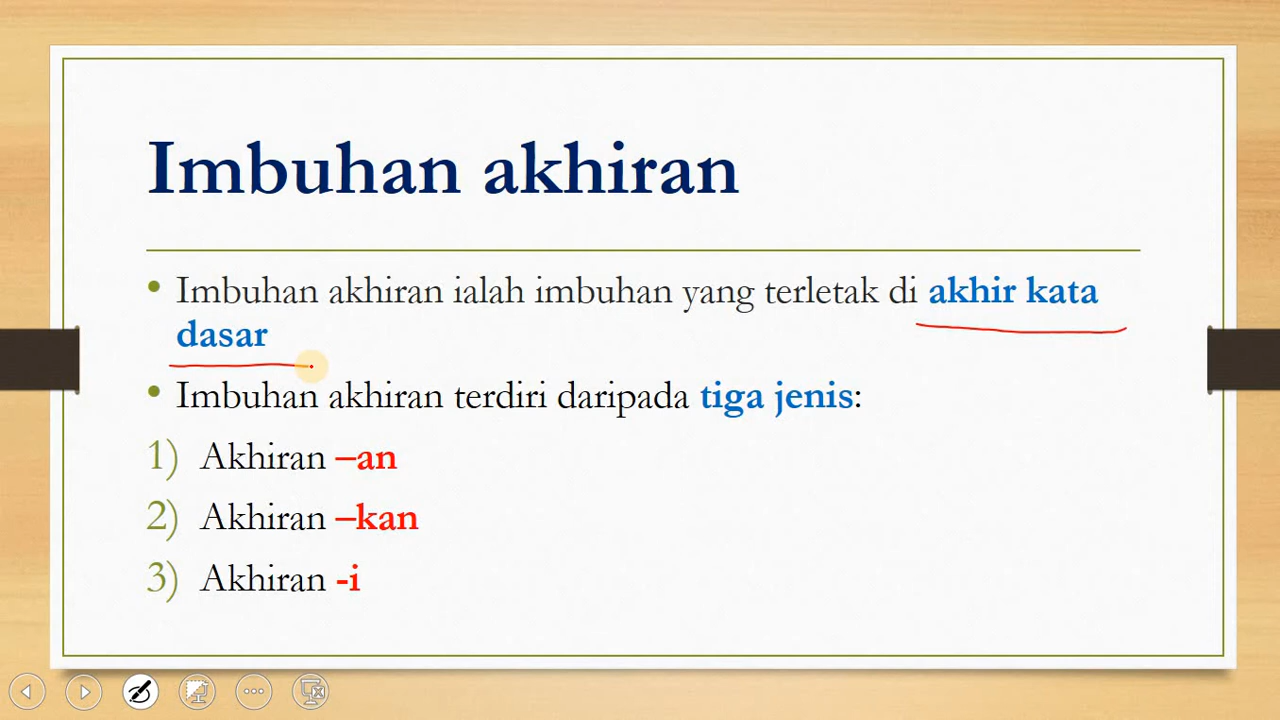 Imbuhan akhiran
• Imbuhan akhiran ialah imbuhan yang terletak di akhir kata
dasar
• Imbuhan akhiran terdiri daripada tiga jenis:
1) Akhiran –an
2) Akhiran –kan
3) Akhiran -i